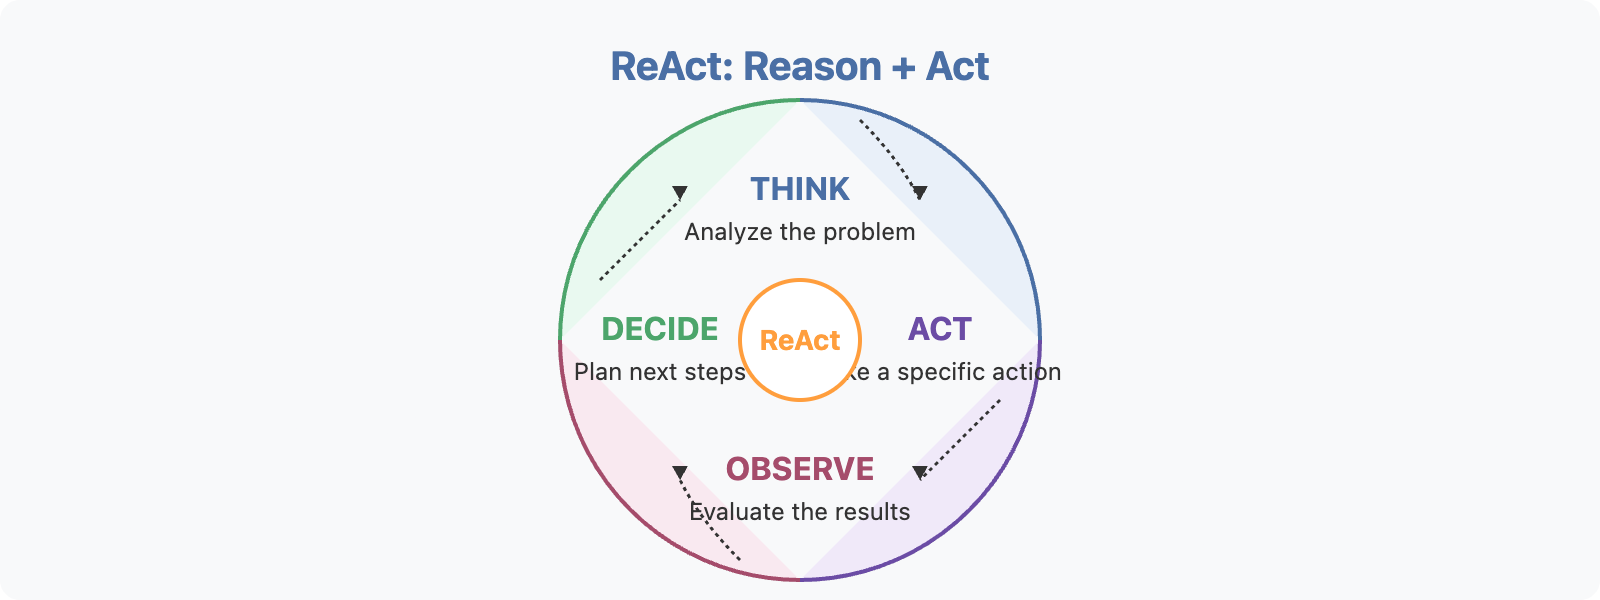 ReAct: Reason + Act
THINK
Analyze the problem
DECIDE
Plan next steps
ReAct
ACT
a specific action
OBSERVE
Evaluate the results